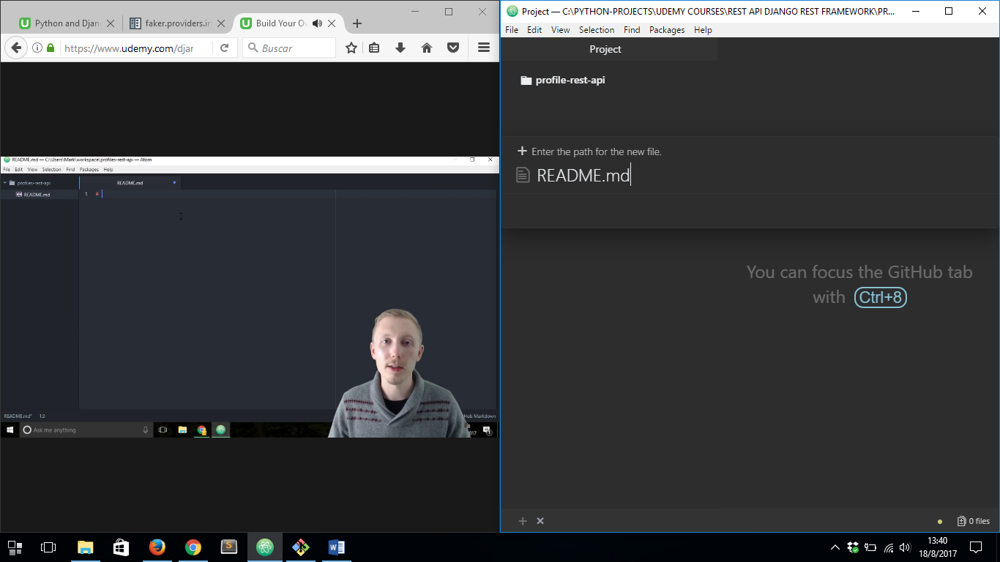 Python and Djan
faker.providers.in
Build Your Ov
https://www.udemy.com/djar
Buscar
README.md — C:\Users\Mark\workspace\profiles-rest-api — Atom
File Edit View Selection Find Packages Help
profiles-rest-api
README.md
README.md
1 #
README.md* 1:3
Hub Markdown
Ask me anything
2017
Project — C:\PYTHON-PROJECTS\UDEMY COURSES\REST API DJANGO REST FRAMEWORK\PR...
File Edit View Selection Find Packages Help
Project
profile-rest-api
Enter the path for the new file.
README.md
You can focus the GitHub tab
with Ctrl+8
0 files
13:40
18/8/2017